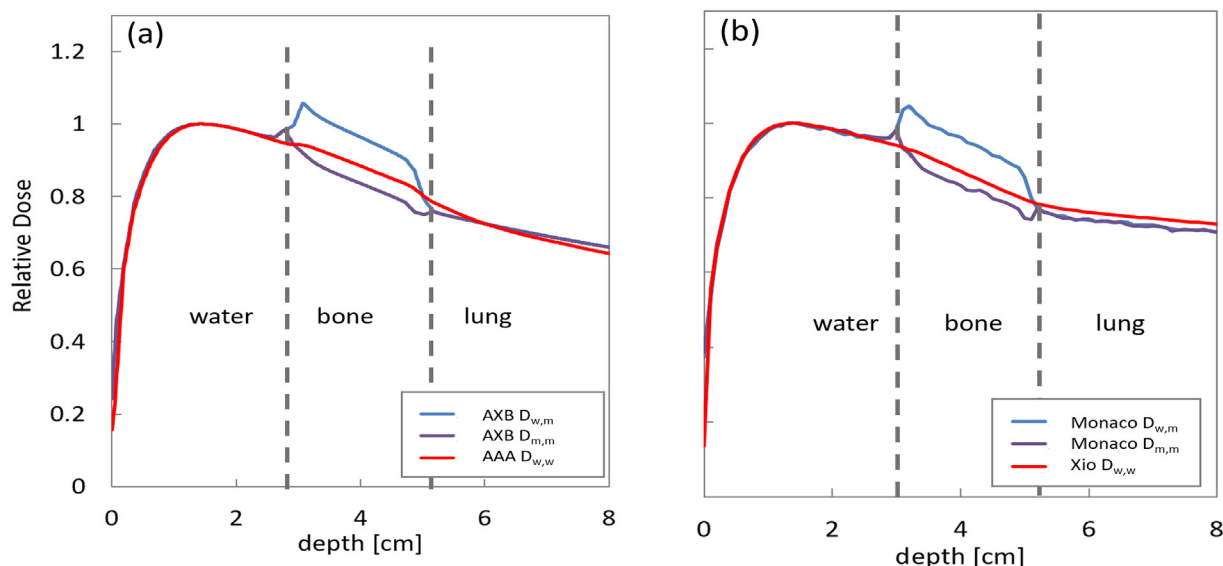 (a)
Relative Dose
1.2
1
0.8
0.6
0.4
0.2
0
water bone lung
AXB Dw,m
AXB Dm,m
AAA Dw,w
0 2 4 6 8
depth [cm]
(b)
water bone lung
Monaco Dw,m
Monaco Dm,m
Xio Dw,w
0 2 4 6 8
depth [cm]